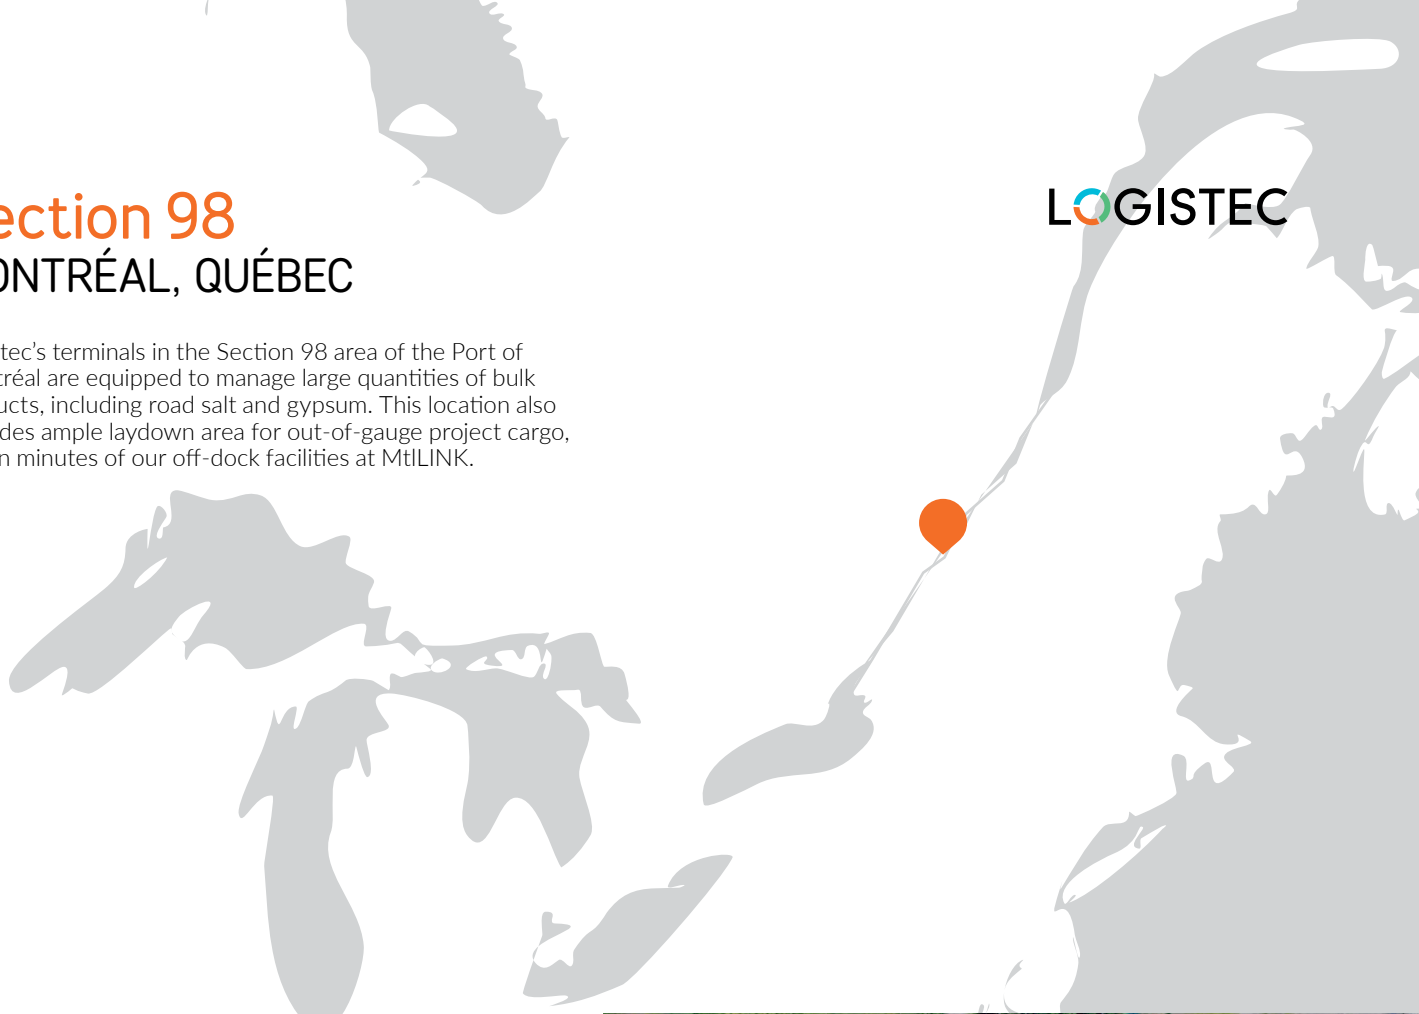 ection 98
ONTRÉAL, QUÉBEC
LOGISTEC
tec’s terminals in the Section 98 area of the Port of
tréal are equipped to manage large quantities of bulk
ucts, including road salt and gypsum. This location also
des ample laydown area for out-of-gauge project cargo,
n minutes of our off-dock facilities at MtlLINK.